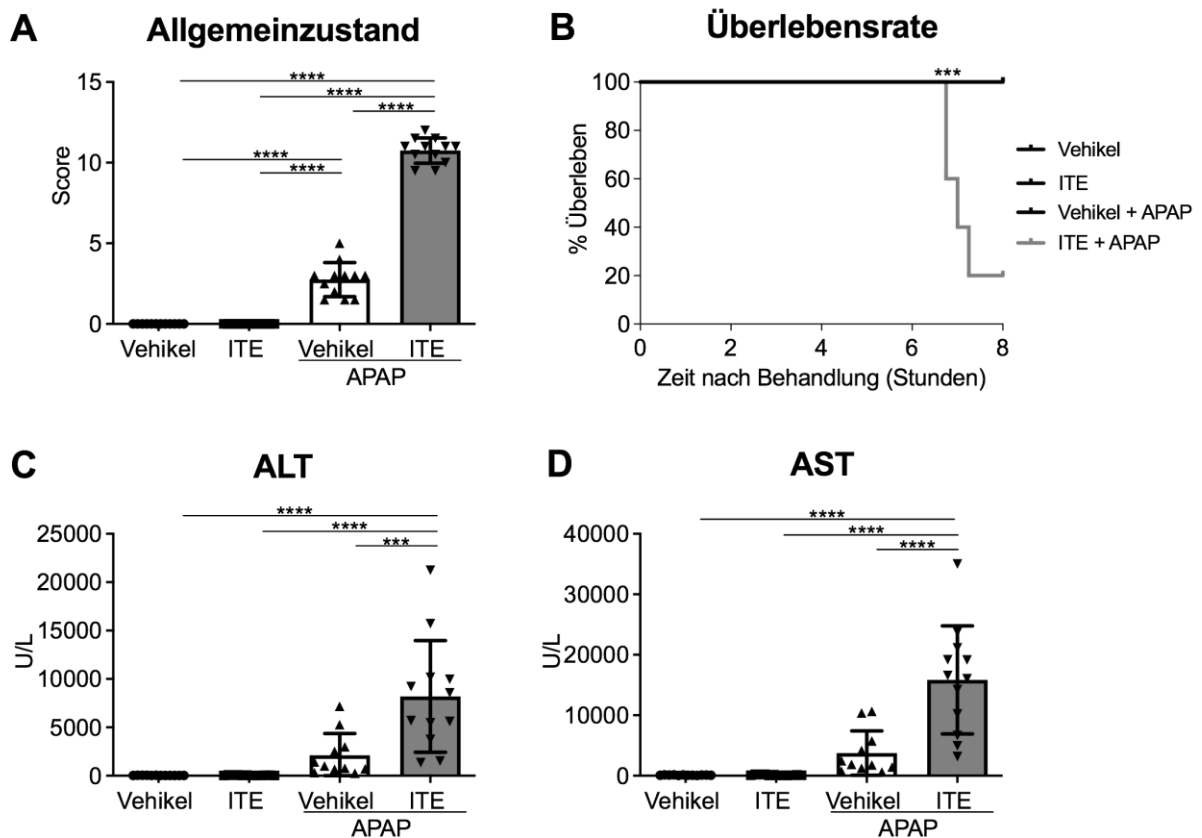 A
Allgemeinzustand
****
****
****
****
****
Score
15
10
5
0
Vehikel
ITE
Vehikel
ITE
APAP
B
Überlebensrate
***
% Überleben
100
80
60
40
20
0
0
2
4
6
8
Zeit nach Behandlung (Stunden)
Vehikel
ITE
Vehikel + APAP
ITE + APAP
C
ALT
****
****
***
U/L
25000
20000
15000
10000
5000
0
Vehikel
ITE
Vehikel
ITE
APAP
D
AST
****
****
****
U/L
40000
30000
20000
10000
0
Vehikel
ITE
Vehikel
ITE
APAP